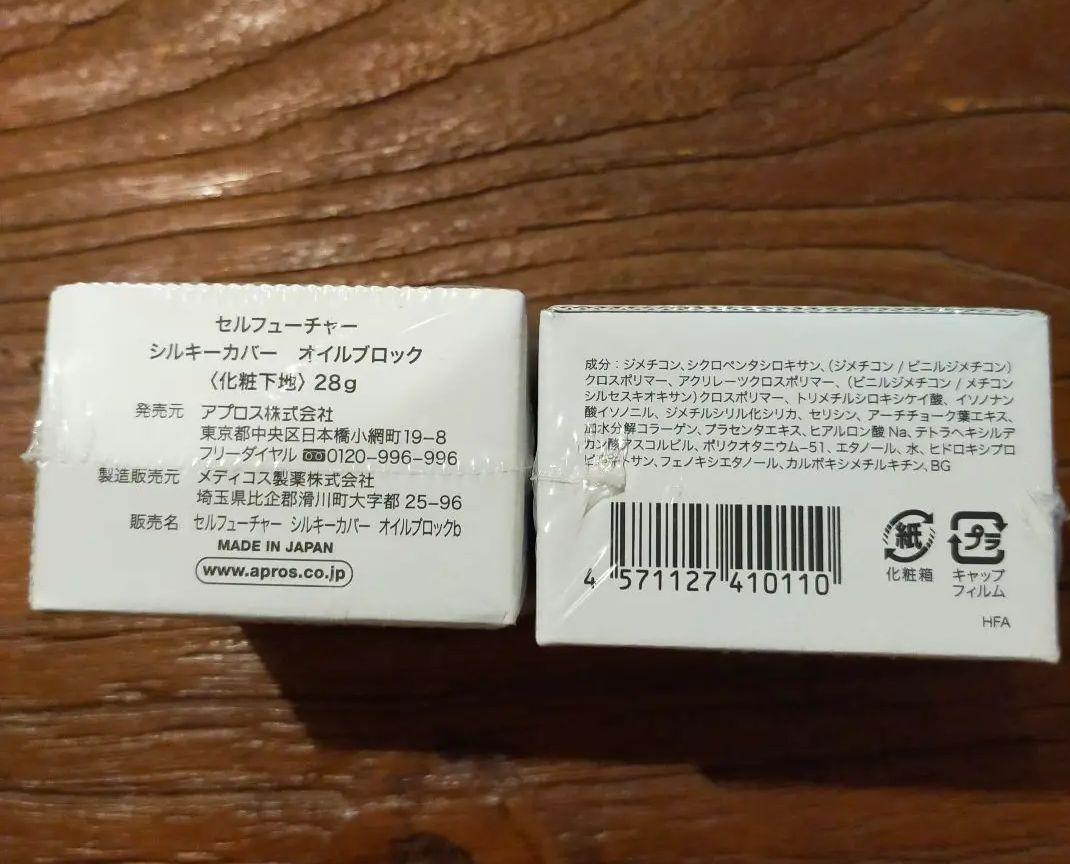 セルフューチャー
シルキーカバー オイルブロック
〈化粧下地〉28g
発売元 アプロス株式会社
東京都中央区日本橋小網町19-8
フリーダイヤル 0120-996-996
製造販売元 メディコス製薬株式会社
埼玉県比企郡滑川町大字都 25-96
販売名 セルフューチャー シルキーカバー オイルブロックb
MADE IN JAPAN
www.apros.co.jp
成分：ジメチコン、シクロペンタシロキサン、(ジメチコン / ビニルジメチコン)
クロスポリマー、アクリレーツクロスポリマー、(ビニルジメチコン / メチコン
シルセスキオキサン)クロスポリマー、トリメチルシロキシケイ酸、イソノナン
酸イソノニル、ジメチルシリル化シリカ、セリシン、アーチチョーク葉エキス、
加水分解コラーゲン、プラセンタエキス、ヒアルロン酸 Na、テトラヘキシルデ
カン酸アスコルビル、ポリクオタニウム-51、エタノール、水、ヒドロキシプロ
ピルキトサン、フェノキシエタノール、カルボキシメチルキチン、BG
4 571127 410110
紙
化粧箱
プラ
キャップ
フィルム
HFA